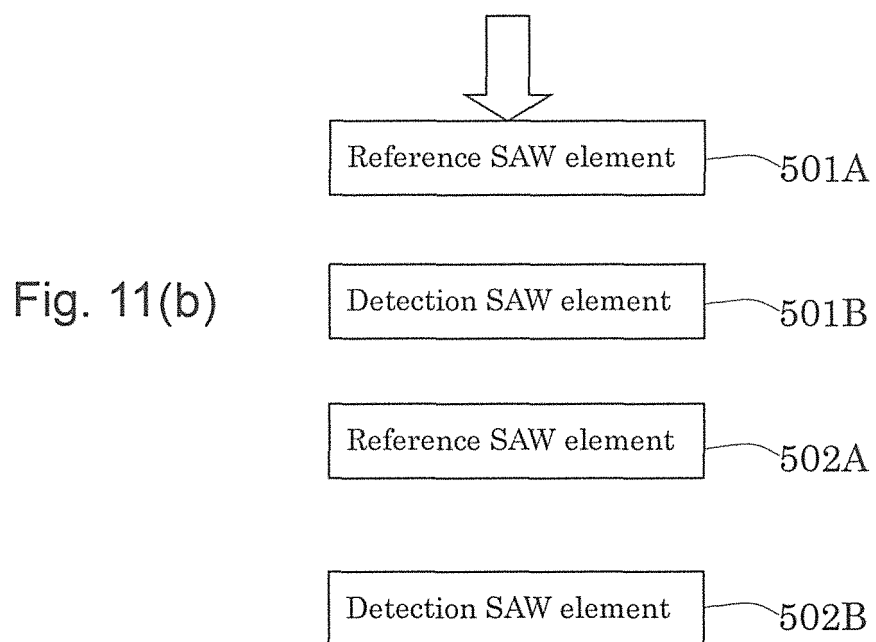 Reference SAW element
501A
Fig. 11(b)
Detection SAW element
501B
Reference SAW element
502A
Detection SAW element
502B